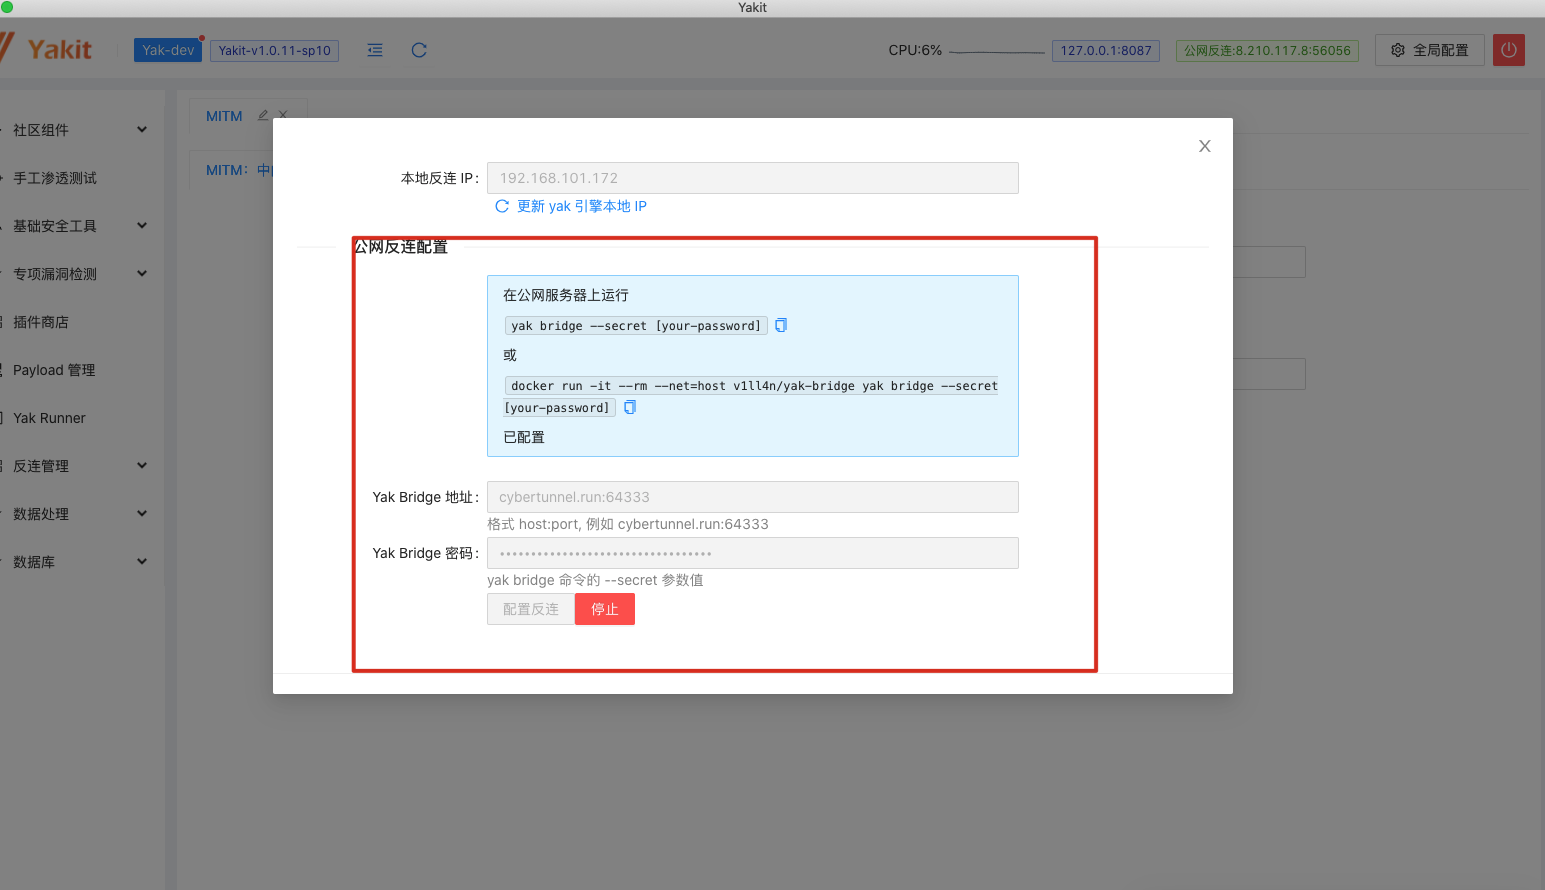 Yakit
Yakit
Yak-dev
Yakit-v1.0.11-sp10
CPU:6%
127.0.0.1:8087
公网反连:8.210.117.8:56056
全局配置
社区组件
手工渗透测试
基础安全工具
专项漏洞检测
插件商店
Payload 管理
Yak Runner
反连管理
数据处理
数据库
MITM
MITM：中
本地反连 IP :
192.168.101.172
更新 yak 引擎本地 IP
公网反连配置
在公网服务器上运行
yak bridge --secret [your-password]
或
docker run -it --rm --net=host v1ll4n/yak-bridge yak bridge --secret
[your-password]
已配置
Yak Bridge 地址 :
cybertunnel.run:64333
格式 host:port, 例如 cybertunnel.run:64333
Yak Bridge 密码 :
yak bridge 命令的 --secret 参数值
配置反连
停止